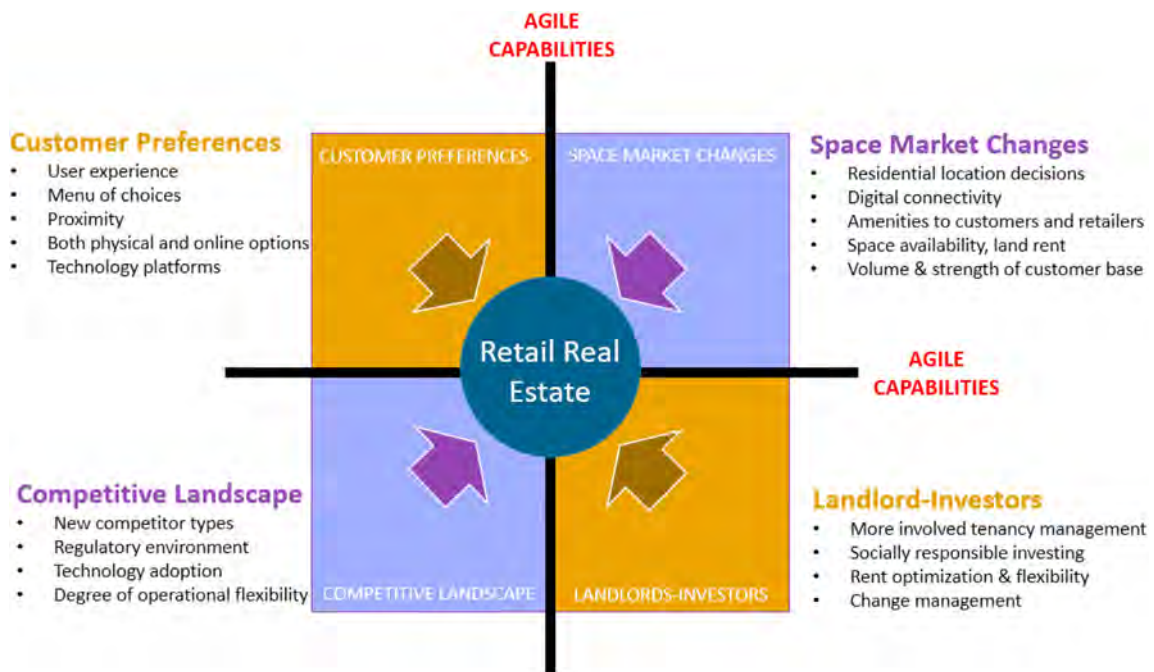 AGILE
CAPABILITIES
Customer Preferences
• User experience
• Menu of choices
• Proximity
• Both physical and online options
• Technology platforms
CUSTOMER PREFERENCES
SPACE MARKET CHANGES
Space Market Changes
• Residential location decisions
• Digital connectivity
• Amenities to customers and retailers
• Space availability, land rent
• Volume & strength of customer base
Retail Real
Estate
AGILE
CAPABILITIES
Competitive Landscape
• New competitor types
• Regulatory environment
• Technology adoption
• Degree of operational flexibility
COMPETITIVE LANDSCAPE
LANDLORDS-INVESTORS
Landlord-Investors
• More involved tenancy management
• Socially responsible investing
• Rent optimization & flexibility
• Change management